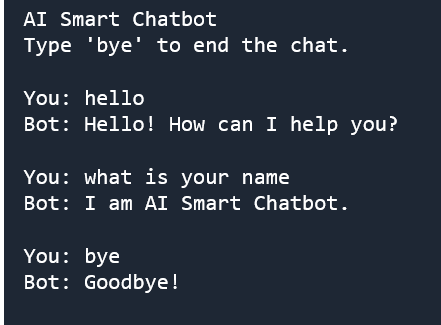 AI Smart Chatbot
Type 'bye' to end the chat.
You: hello
Bot: Hello! How can I help you?
You: what is your name
Bot: I am AI Smart Chatbot.
You: bye
Bot: Goodbye!